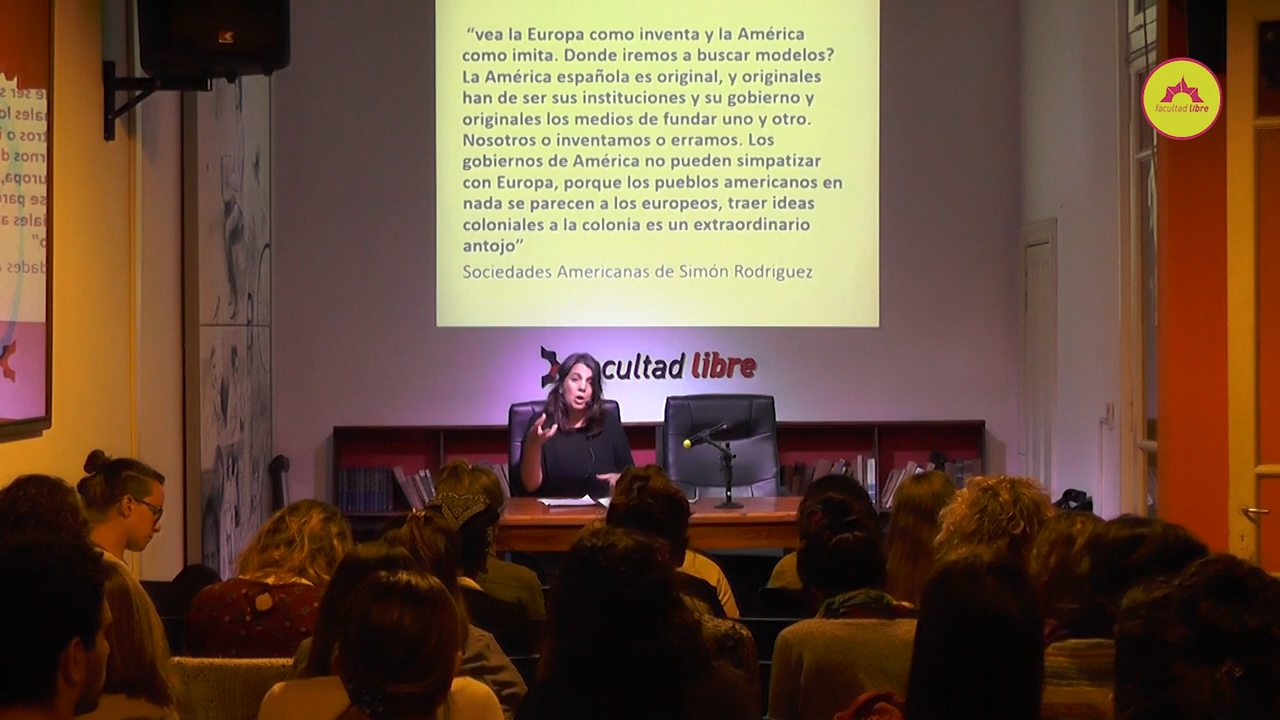 “vea la Europa como inventa y la América
como imita. Donde iremos a buscar modelos?
La América española es original, y originales
han de ser sus instituciones y su gobierno y
originales los medios de fundar uno y otro.
Nosotros o inventamos o erramos. Los
gobiernos de América no pueden simpatizar
con Europa, porque los pueblos americanos en
nada se parecen a los europeos, traer ideas
coloniales a la colonia es un extraordinario
antojo”
Sociedades Americanas de Simón Rodriguez
facultad libre
cultad libre